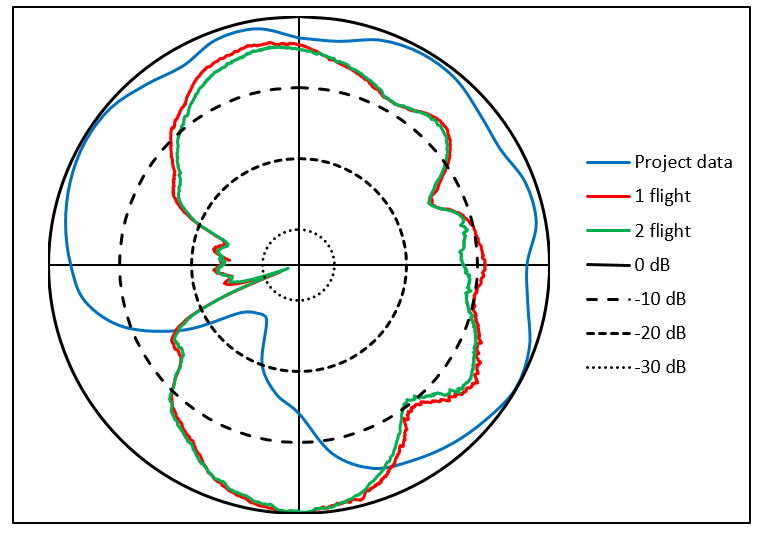 Project data
1 flight
2 flight
0 dB
-10 dB
-20 dB
-30 dB